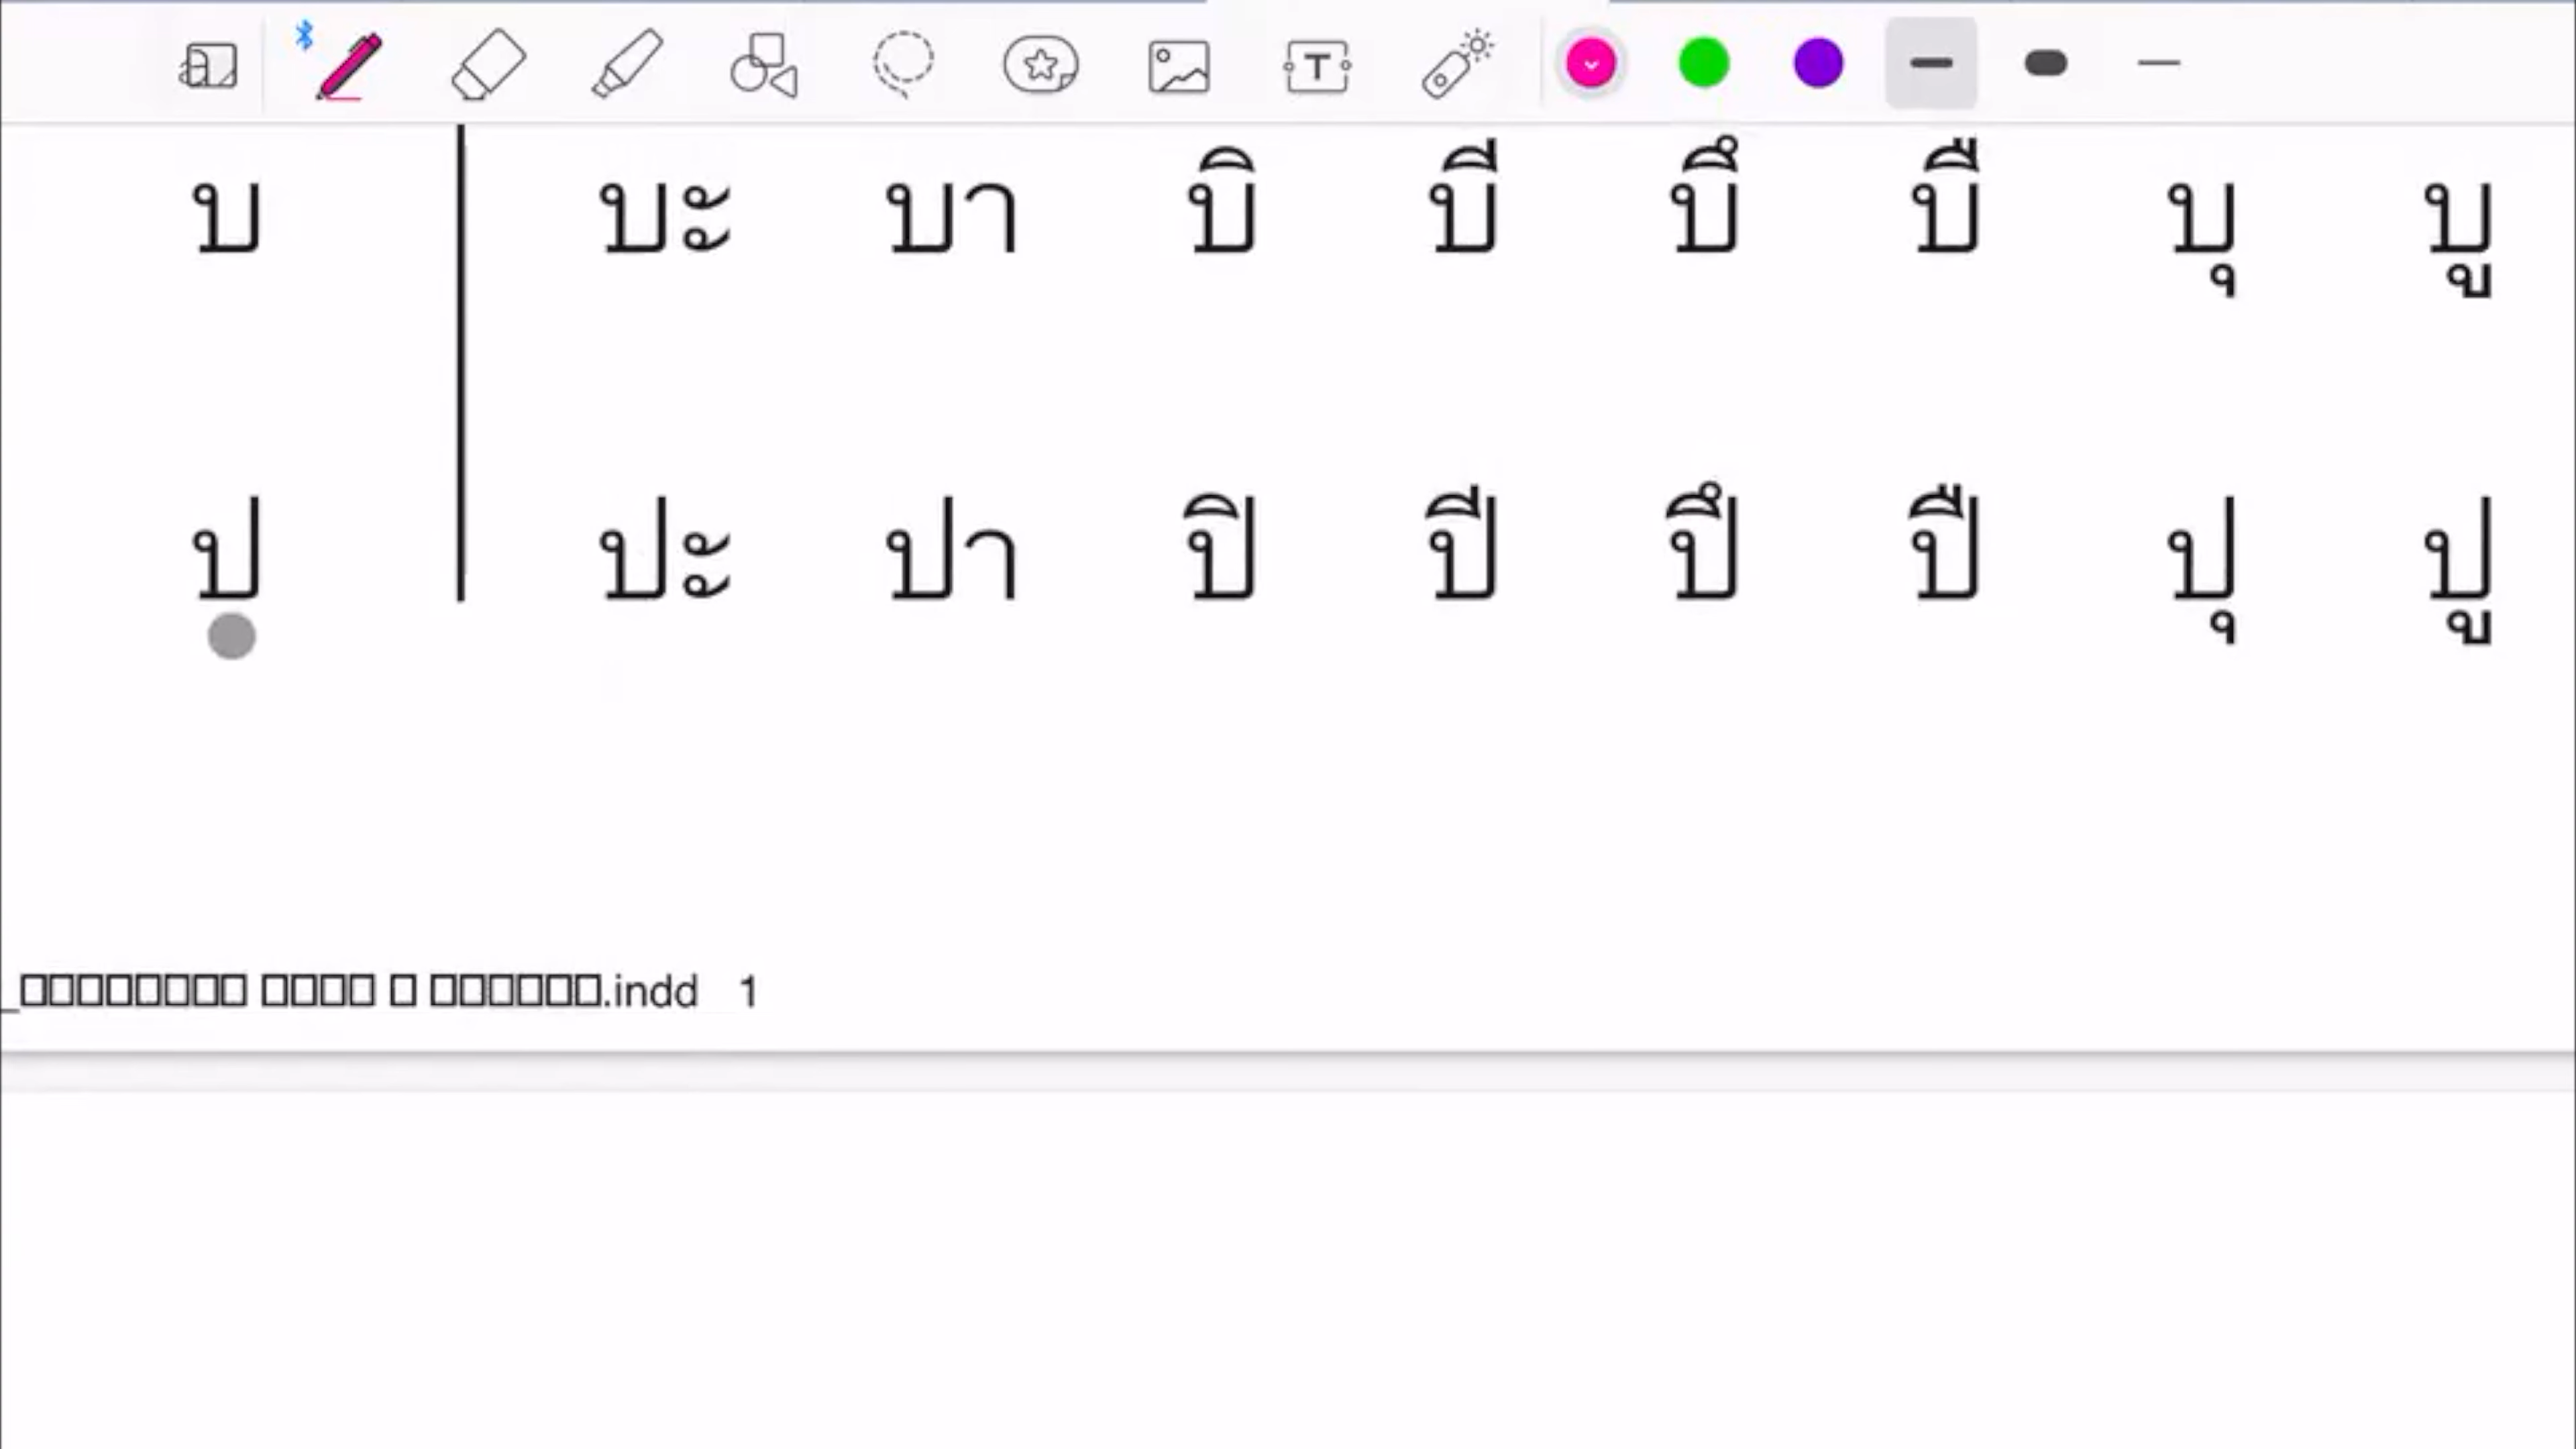 บ บะ บา บิ บี บึ บื บุ บู
ป ปะ ปา ปิ ปี ปึ ปื ปุ ปู
_□□□□□□□□ □□□□ □ □□□□□□.indd 1